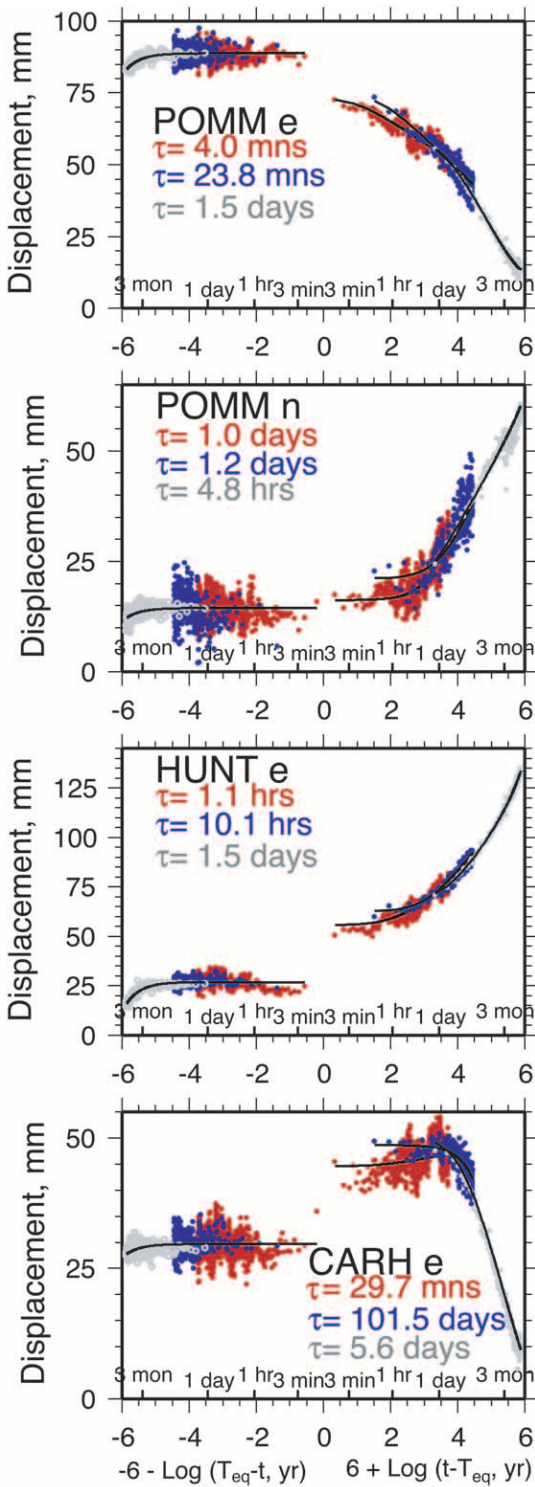 100
75
50
25
0
Displacement, mm
POMM e
τ= 4.0 mns
τ= 23.8 mns
τ= 1.5 days
3 mon 1 day 1 hr 3 min 3 min 1 hr 1 day 3 mon
-6 -4 -2 0 2 4 6
50
25
0
Displacement, mm
POMM n
τ= 1.0 days
τ= 1.2 days
τ= 4.8 hrs
3 mon 1 day 1 hr 3 min 3 min 1 hr 1 day 3 mon
-6 -4 -2 0 2 4 6
125
100
75
50
25
0
Displacement, mm
HUNT e
τ= 1.1 hrs
τ= 10.1 hrs
τ= 1.5 days
3 mon 1 day 1 hr 3 min 3 min 1 hr 1 day 3 mon
-6 -4 -2 0 2 4 6
50
25
0
Displacement, mm
CARH e
τ= 29.7 mns
τ= 101.5 days
τ= 5.6 days
3 mon 1 day 1 hr 3 min 3 min 1 hr 1 day 3 mon
-6 -4 -2 0 2 4 6
-6 - Log (Teq-t, yr) 6 + Log (t-Teq, yr)